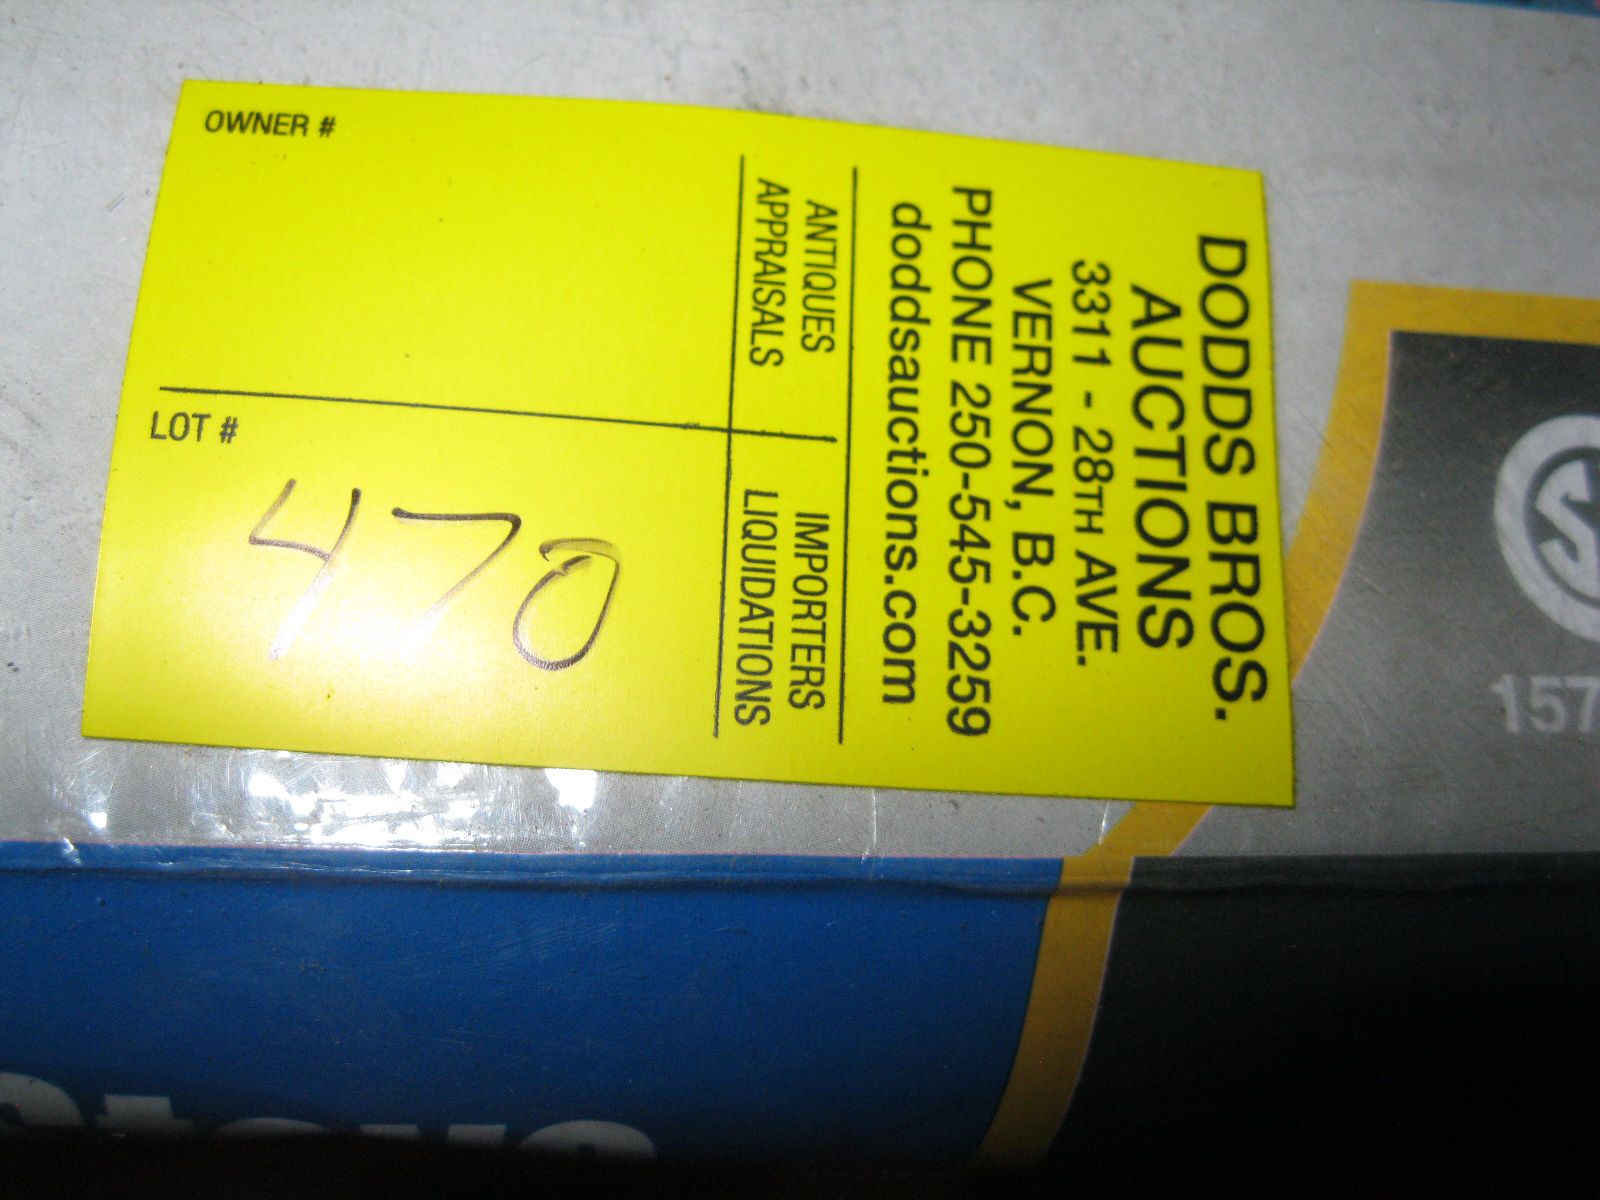 DODDS BROS.
AUCTIONS
3311 - 28TH AVE.
VERNON, B.C.
PHONE 250-545-3259
doddsauctions.com
ANTIQUES
APPRAISALS
IMPORTERS
LIQUIDATIONS
OWNER #
LOT #
470
157